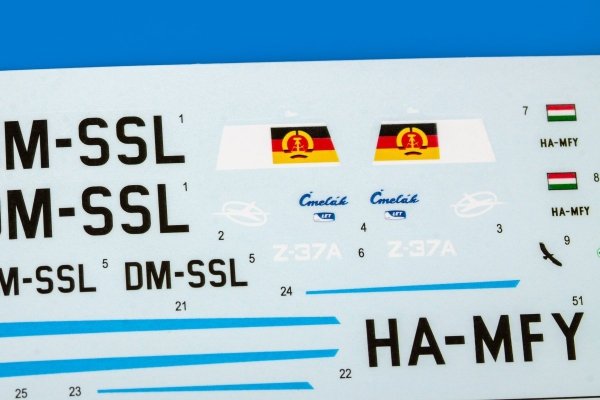 DM-SSL 1
7
HA-MFY
DM-SSL 1
8
HA-MFY
2
Čmelák
LET
4
Čmelák
LET
3
9
Z-37A
6
Z-37A
DM-SSL 5
DM-SSL 5
24
21
51
HA-MFY
22
25
23